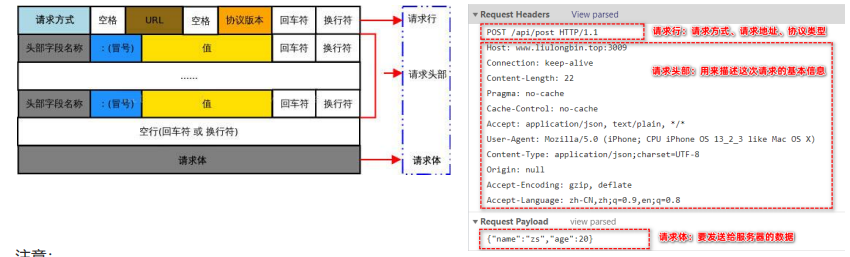 请求方式 空格 URL 空格 协议版本 回车符 换行符 请求行
头部字段名称 :(冒号) 值 回车符 换行符
...... 请求头部
头部字段名称 :(冒号) 值 回车符 换行符
空行(回车符 或 换行符)
请求体 请求体
注意:
▼ Request Headers View parsed
POST /api/post HTTP/1.1 请求行：请求方式、请求地址、协议类型
Host: www.liulongbin.top:3009
Connection: keep-alive 请求头部：用来描述这次请求的基本信息
Content-Length: 22
Pragma: no-cache
Cache-Control: no-cache
Accept: application/json, text/plain, */*
User-Agent: Mozilla/5.0 (iPhone; CPU iPhone OS 13_2_3 like Mac OS X)
Content-Type: application/json;charset=UTF-8
Origin: null
Accept-Encoding: gzip, deflate
Accept-Language: zh-CN,zh;q=0.9,en;q=0.8
▼ Request Payload view parsed
{"name":"zs","age":20} 请求体：要发送给服务器的数据